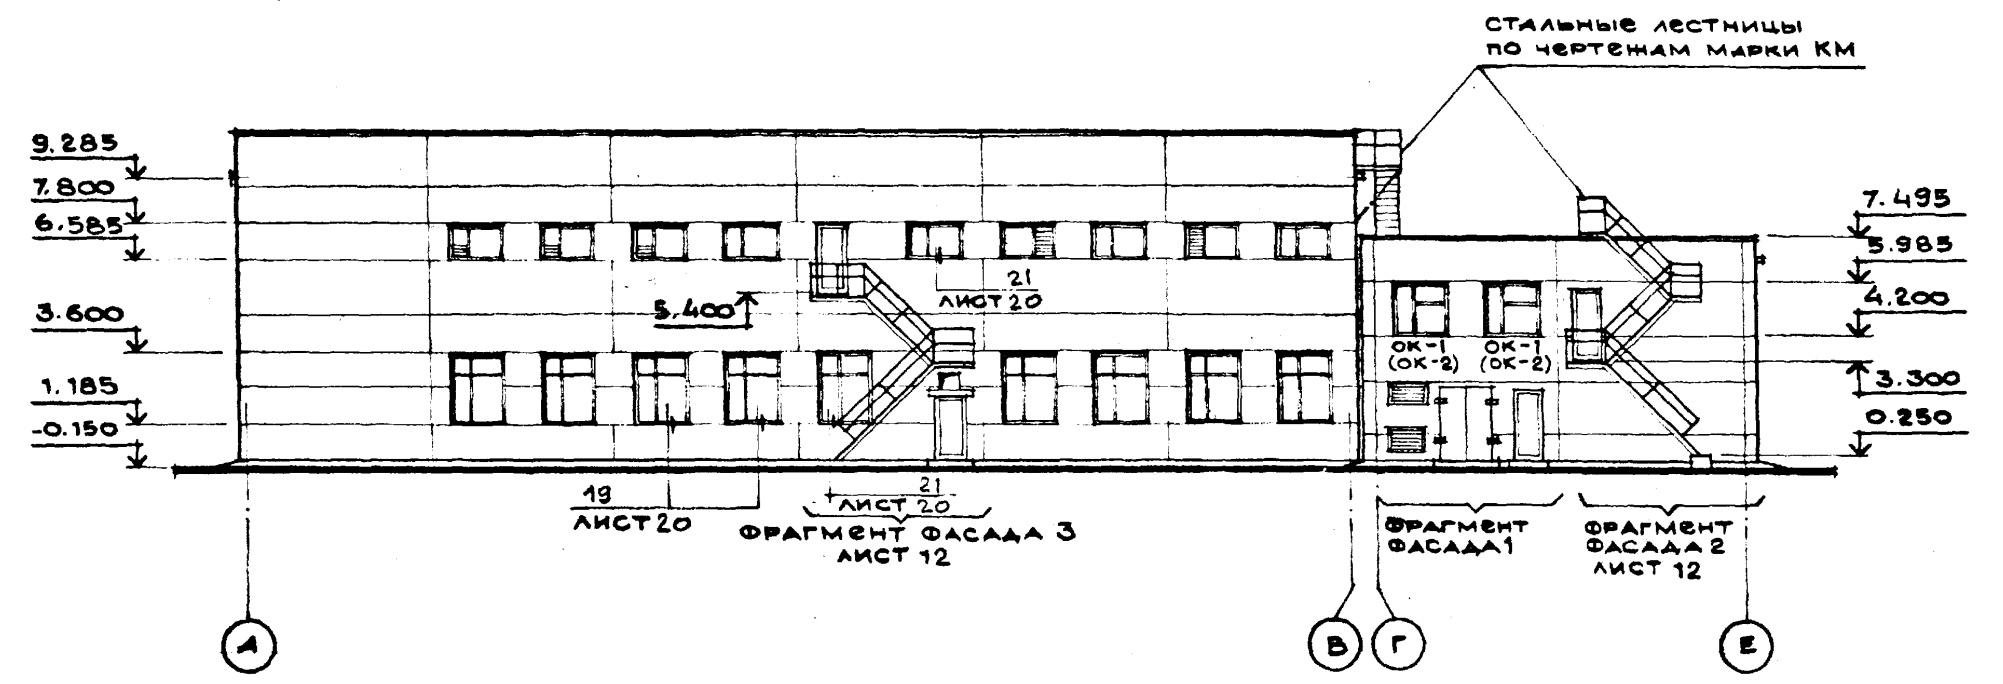 СТАЛЬНЫЕ ЛЕСТНИЦЫ
ПО ЧЕРТЕЖАМ МАРКИ КМ
9.285
7.800
6.585
3.600
1.185
-0.150
5.400
21
ЛИСТ 20
7.495
5.985
4.200
3.300
0.250
ОК-1
(ОК-2)
ОК-1
(ОК-2)
19
ЛИСТ 20
21
ЛИСТ 20
ФРАГМЕНТ ФАСАДА 3
ЛИСТ 12
ФРАГМЕНТ
ФАСАДА 1
ФРАГМЕНТ
ФАСАДА 2
ЛИСТ 12
А
В
Г
Е